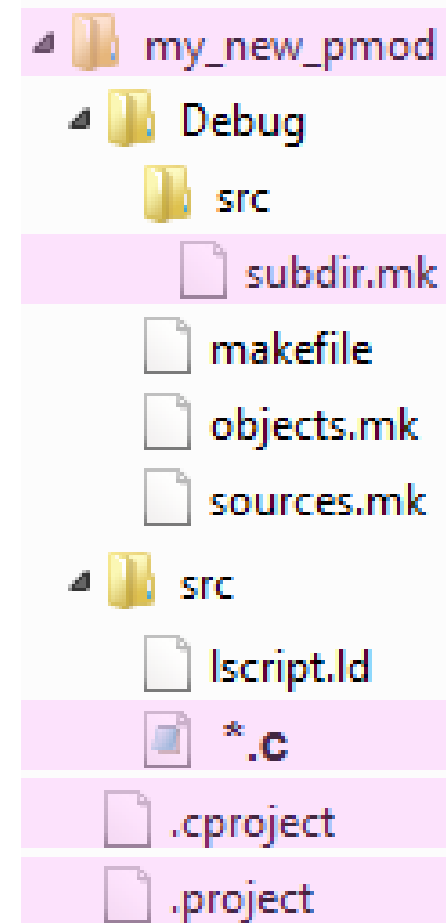 my_new_pmod
Debug
src
subdir.mk
makefile
objects.mk
sources.mk
src
lscript.ld
*.c
.cproject
.project